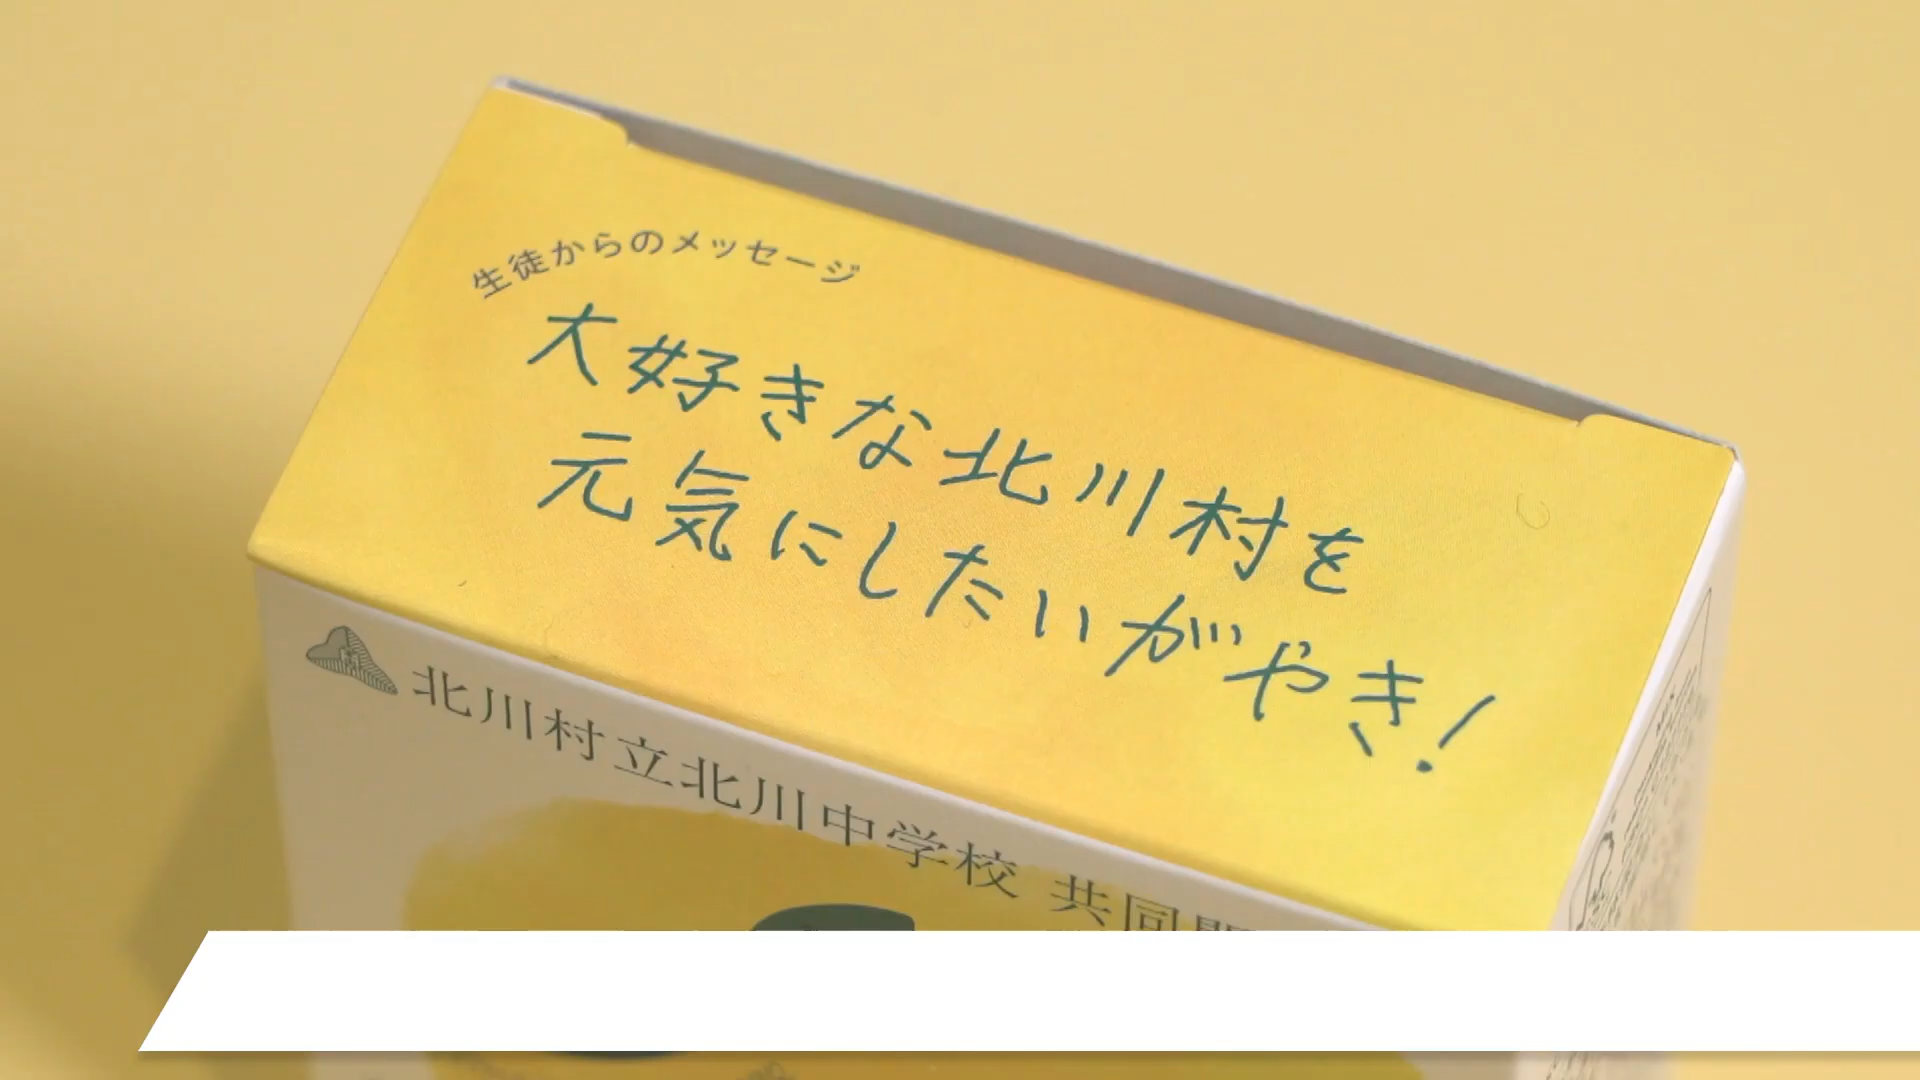 生徒からのメッセージ
大好きな北川村を
元気にしたいがやき!
北川村立北川中学校 共同